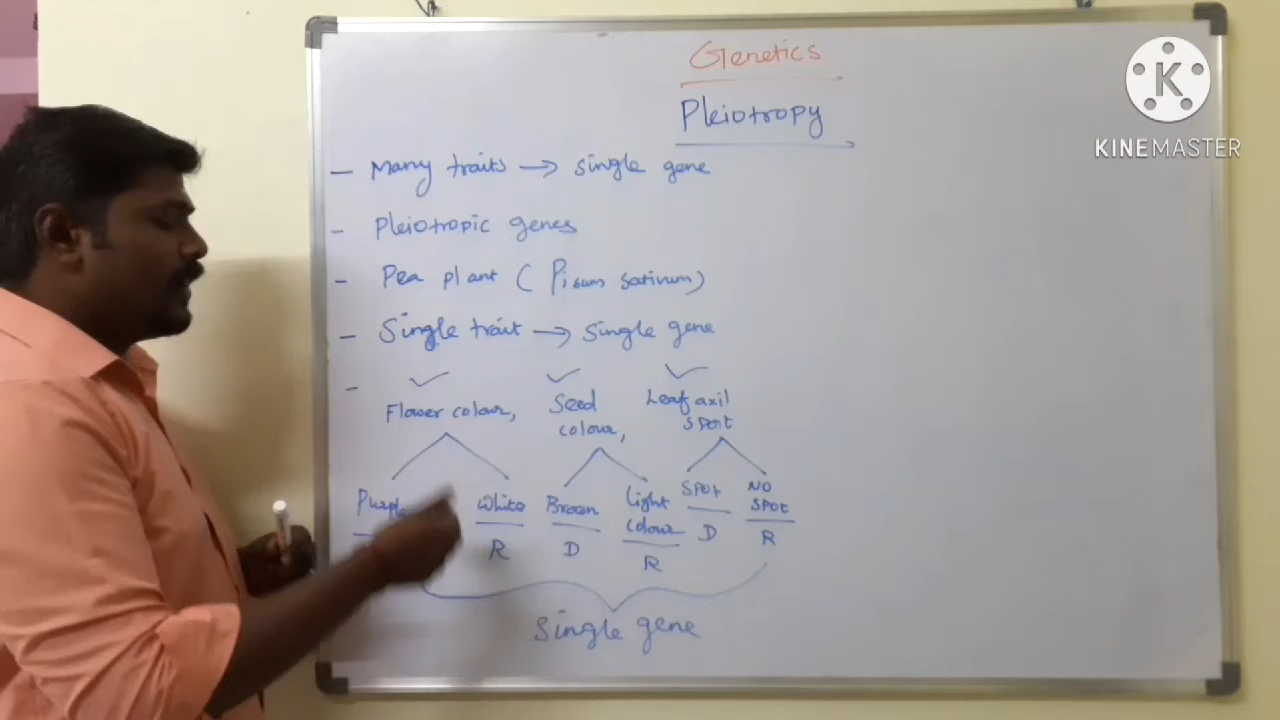 Genetics
Pleiotropy
K
KINEMASTER
- Many traits → Single gene
- Pleiotropic genes
- Pea plant (Pisum sativum)
- Single trait → Single gene
- Flower colour, Seed colour, Leaf axil spot
Purple White Brown Light colour Spot No spot
R D R D R
Single gene